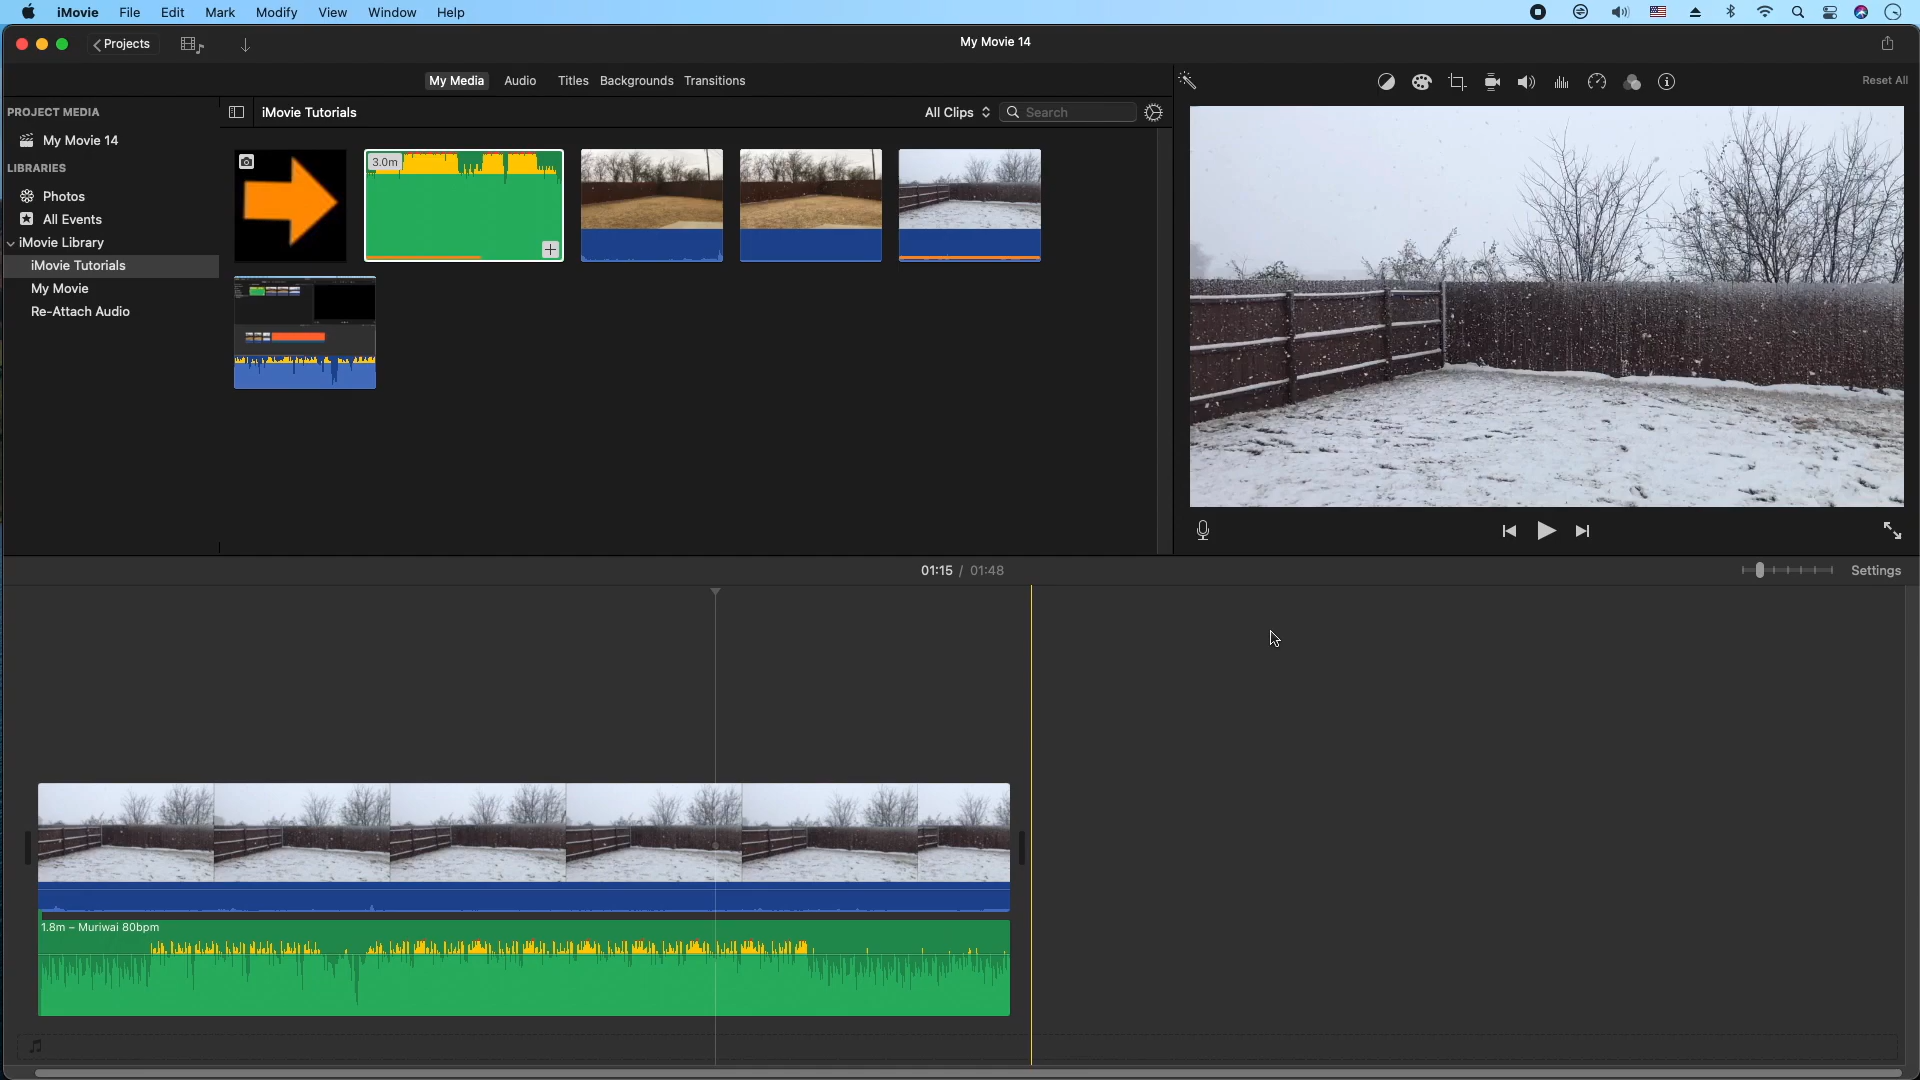 iMovie File Edit Mark Modify View Window Help
Projects
My Movie 14
My Media Audio Titles Backgrounds Transitions
Reset All
PROJECT MEDIA
My Movie 14
LIBRARIES
Photos
All Events
iMovie Library
iMovie Tutorials
My Movie
Re-Attach Audio
iMovie Tutorials
All Clips
Search
3.0m
01:15 / 01:48
Settings
1.8m – Muriwai 80bpm